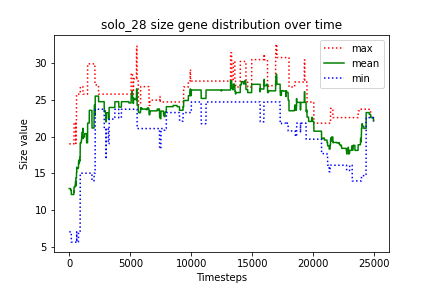 solo_28 size gene distribution over time
max
mean
min
Size value
30
25
20
15
10
5
0
5000
10000
15000
20000
25000
Timesteps